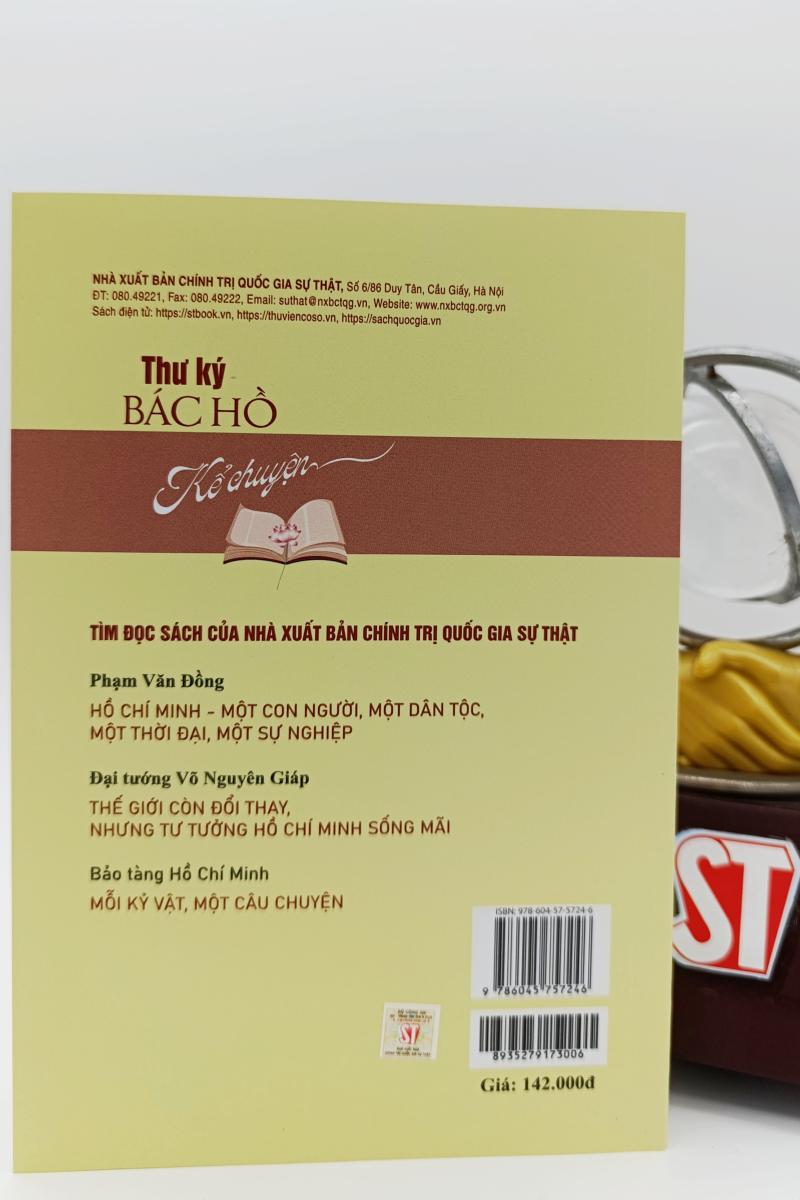 NHÀ XUẤT BẢN CHÍNH TRỊ QUỐC GIA SỰ THẬT, Số 6/86 Duy Tân, Cầu Giấy, Hà Nội
ĐT: 080.49221, Fax: 080.49222, Email: suthat@nxbctqg.vn, Website: www.nxbctqg.org.vn
Sách điện tử: https://stbook.vn, https://thuviencoso.vn, https://sachquocgia.vn
Thư ký
BÁC HỒ
Kể chuyện
TÌM ĐỌC SÁCH CỦA NHÀ XUẤT BẢN CHÍNH TRỊ QUỐC GIA SỰ THẬT
Phạm Văn Đồng
HỒ CHÍ MINH - MỘT CON NGƯỜI, MỘT DÂN TỘC,
MỘT THỜI ĐẠI, MỘT SỰ NGHIỆP
Đại tướng Võ Nguyên Giáp
THẾ GIỚI CÒN ĐỔI THAY,
NHƯNG TƯ TƯỞNG HỒ CHÍ MINH SỐNG MÃI
Bảo tàng Hồ Chí Minh
MỖI KỶ VẬT, MỘT CÂU CHUYỆN
ST
ISBN: 978-604-57-5724-6
9 786045 757246
ST
8935279173006
Giá: 142.000đ